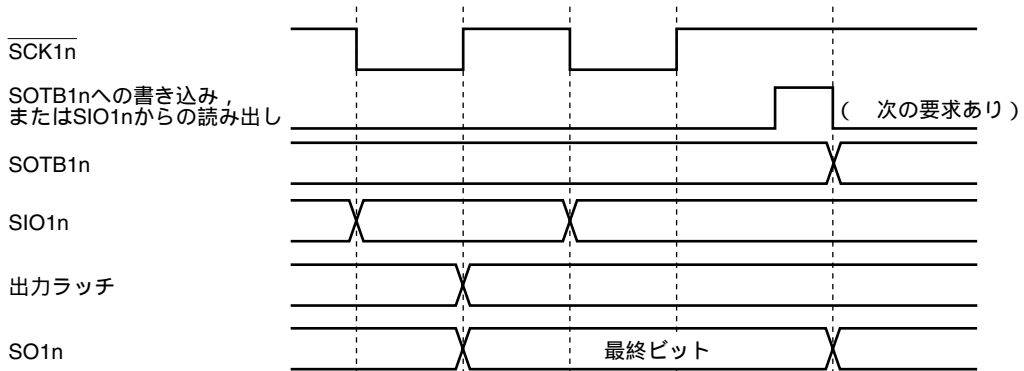 SCK1n
SOTB1nへの書き込み，
またはSIO1nからの読み出し
(　次の要求あり)
SOTB1n
SIO1n
出力ラッチ
SO1n
最終ビット